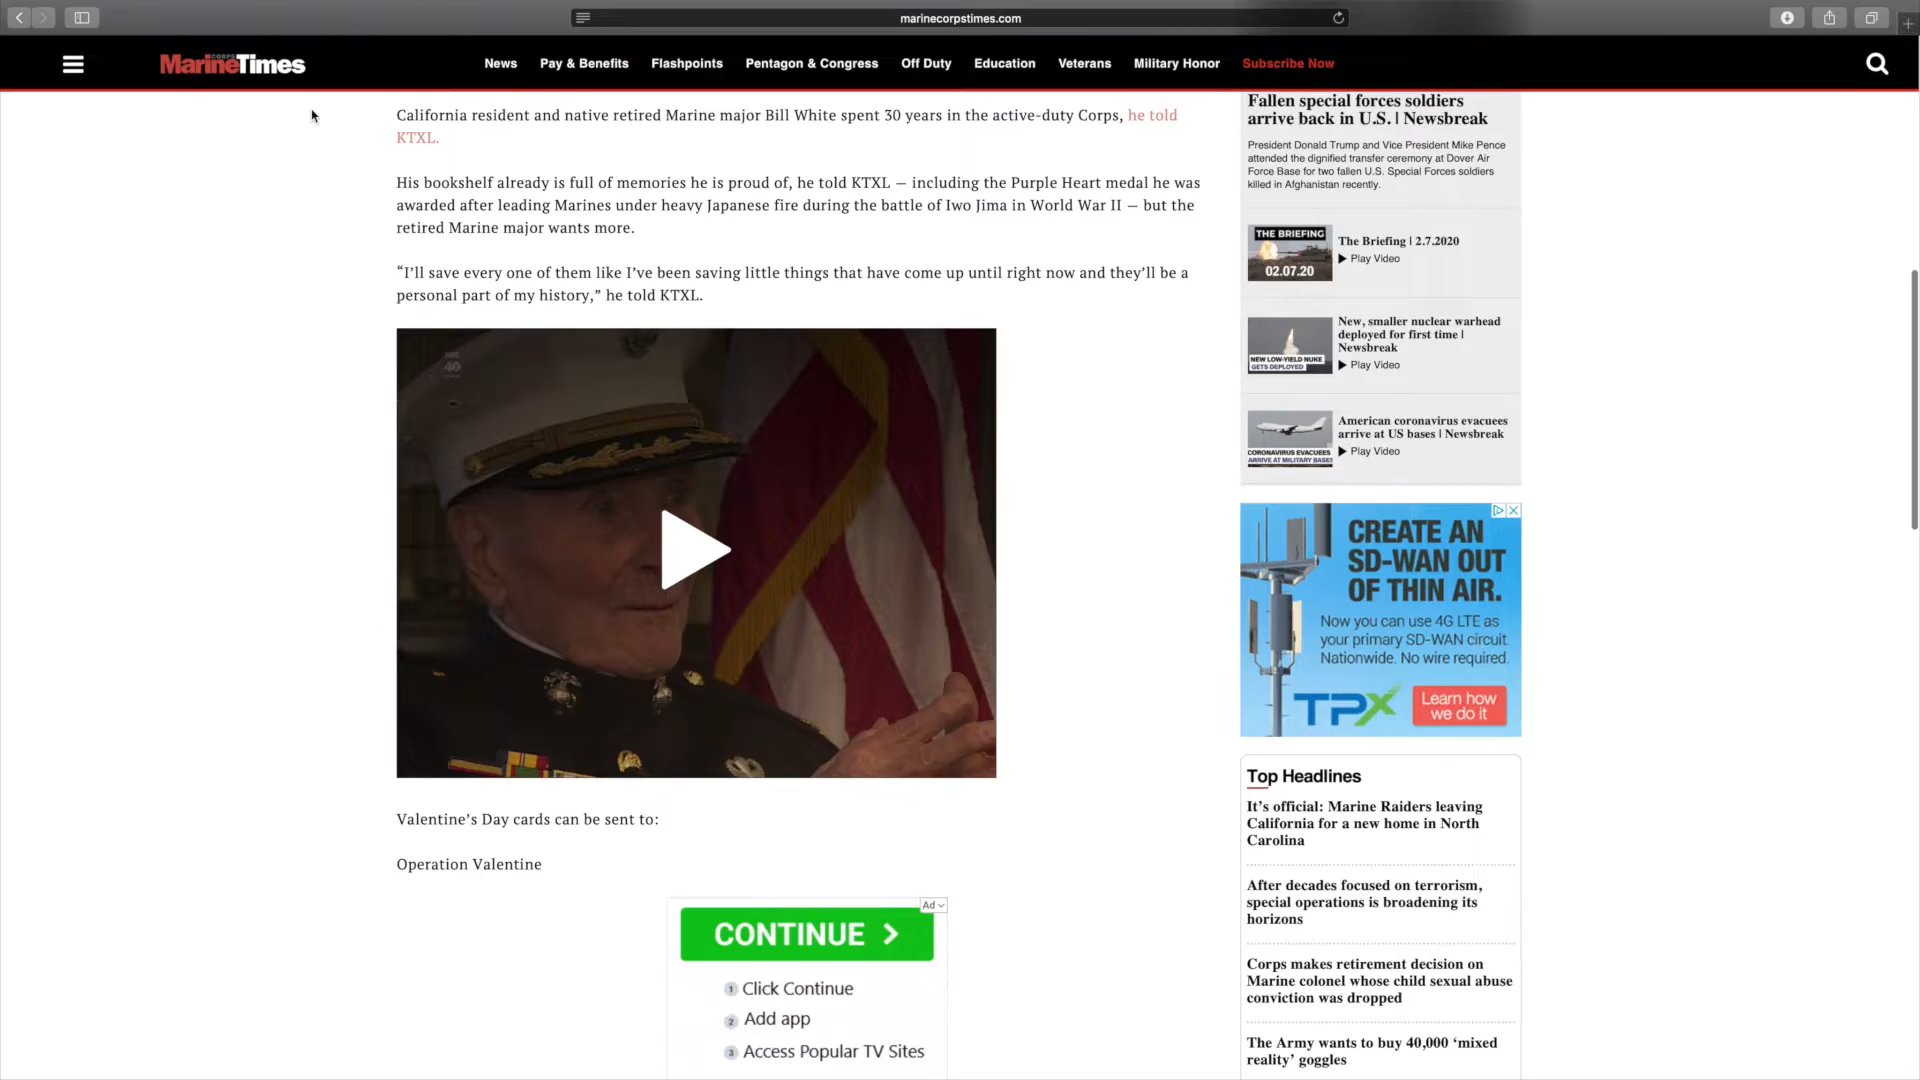 marinecorpstimes.com
MarineCORPSTimes
News Pay & Benefits Flashpoints Pentagon & Congress Off Duty Education Veterans Military Honor Subscribe Now
California resident and native retired Marine major Bill White spent 30 years in the active-duty Corps, he told
KTXL.
His bookshelf already is full of memories he is proud of, he told KTXL — including the Purple Heart medal he was
awarded after leading Marines under heavy Japanese fire during the battle of Iwo Jima in World War II — but the
retired Marine major wants more.
“I’ll save every one of them like I’ve been saving little things that have come up until right now and they’ll be a
personal part of my history,” he told KTXL.
40
Valentine’s Day cards can be sent to:
Operation Valentine
Ad
CONTINUE >
1 Click Continue
2 Add app
3 Access Popular TV Sites
Fallen special forces soldiers
arrive back in U.S. | Newsbreak
President Donald Trump and Vice President Mike Pence
attended the dignified transfer ceremony at Dover Air
Force Base for two fallen U.S. Special Forces soldiers
killed in Afghanistan recently.
THE BRIEFING
02.07.20
The Briefing | 2.7.2020
Play Video
NEW LOW-YIELD NUKE
GETS DEPLOYED
New, smaller nuclear warhead
deployed for first time |
Newsbreak
Play Video
CORONAVIRUS EVACUEES
ARRIVE AT MILITARY BASES
American coronavirus evacuees
arrive at US bases | Newsbreak
Play Video
CREATE AN
SD-WAN OUT
OF THIN AIR.
Now you can use 4G LTE as
your primary SD-WAN circuit
Nationwide. No wire required.
TPX
Learn how
we do it
Top Headlines
It’s official: Marine Raiders leaving
California for a new home in North
Carolina
After decades focused on terrorism,
special operations is broadening its
horizons
Corps makes retirement decision on
Marine colonel whose child sexual abuse
conviction was dropped
The Army wants to buy 40,000 ‘mixed
reality’ goggles